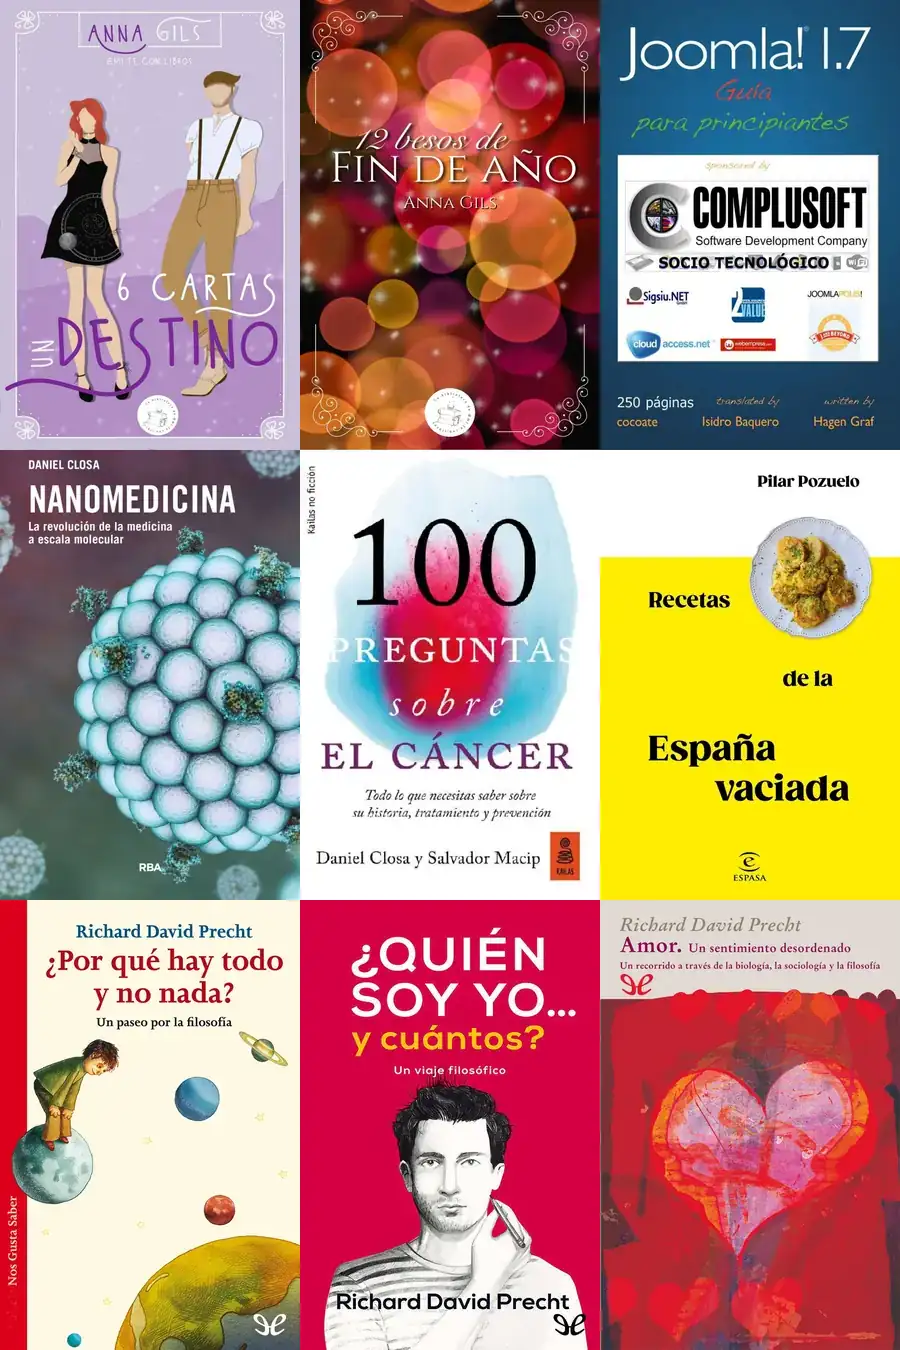 ANNA GILS
6 CARTAS
UN DESTINO
12 besos de
FIN DE AÑO
ANNA GILS
Joomla! 1.7
Guía
para principiantes
sponsored by
COMPLUSOFT
Software Development Company
SOCIO TECNOLÓGICO
Wi Fi
Sigsiu.NET
2
VALUE
JOOMLAPOLIS!
cloudaccess.net
webempresa.com
250 páginas
translated by
written by
cocoate
Isidro Baquero
Hagen Graf
DANIEL CLOSA
NANOMEDICINA
La revolución de la medicina
a escala molecular
RBA
Kailas no ficción
100
PREGUNTAS
sobre
EL CÁNCER
Todo lo que necesitas saber sobre
su historia, tratamiento y prevención
Daniel Closa y Salvador Macip
KAILAS
Pilar Pozuelo
Recetas
de la
España
vaciada
ESPASA
Richard David Precht
¿Por qué hay todo
y no nada?
Un paseo por la filosofía
Nos Gusta Saber
¿QUIÉN
SOY YO...
y cuántos?
Un viaje filosófico
Richard David Precht
Richard David Precht
Amor. Un sentimiento desordenado
Un recorrido a través de la biología, la sociología y la filosofía